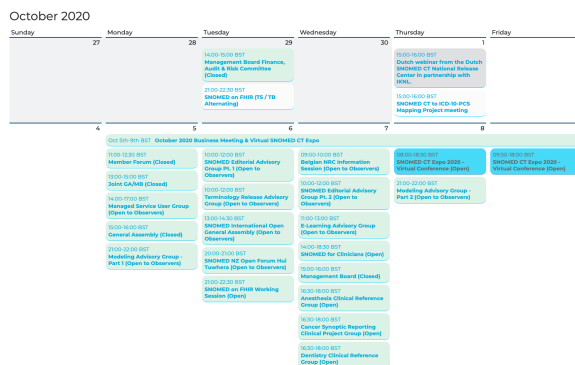 October 2020
Sunday
Monday
Tuesday
Wednesday
Thursday
Friday
27
28
29
14:00-15:00 BST
Management Board Finance,
Audit & Risk Committee
(Closed)
21:00-22:30 BST
SNOMED on FHIR (TS / TB
Alternating)
30
1
15:00-16:00 BST
Dutch webinar from the Dutch
SNOMED CT National Release
Center in partnership with
IKNL.
15:00-16:00 BST
SNOMED CT to ICD-10-PCS
Mapping Project meeting
4
5
6
7
8
Oct 5th-9th BST October 2020 Business Meeting & Virtual SNOMED CT Expo
11:00-12:30 BST
Member Forum (Closed)
13:00-15:00 BST
Joint GA/MB (Closed)
14:00-17:00 BST
Managed Service User Group
(Open to Observers)
15:00-16:00 BST
General Assembly (Closed)
21:00-22:00 BST
Modeling Advisory Group -
Part 1 (Open to Observers)
10:00-12:00 BST
SNOMED Editorial Advisory
Group Pt. 1 (Open to
Observers)
10:00-12:00 BST
Terminology Release Advisory
Group (Open to Observers)
13:00-14:30 BST
SNOMED International Open
General Assembly (Open to
Observers)
20:00-21:00 BST
SNOMED NZ Open Forum Hui
Tuwhera (Open to Observers)
21:00-22:30 BST
SNOMED on FHIR Working
Session (Open)
09:00-10:00 BST
Belgian NRC Information
Session (Open to Observers)
10:00-12:00 BST
SNOMED Editorial Advisory
Group Pt. 2 (Open to
Observers)
11:00-13:00 BST
E-Learning Advisory Group
(Open to Observers)
14:00-18:30 BST
SNOMED for Clinicians (Open)
15:00-16:00 BST
Management Board (Closed)
16:30-18:00 BST
Anesthesia Clinical Reference
Group (Open)
16:30-18:00 BST
Cancer Synoptic Reporting
Clinical Project Group (Open)
16:30-18:00 BST
Dentistry Clinical Reference
Group (Open)
SNOMED CT Expo 2020 -
Virtual Conference (Open)
21:00-22:00 BST
Modeling Advisory Group -
Part 2 (Open to Observers)
SNOMED CT Expo 2020 -
Virtual Conference (Open)